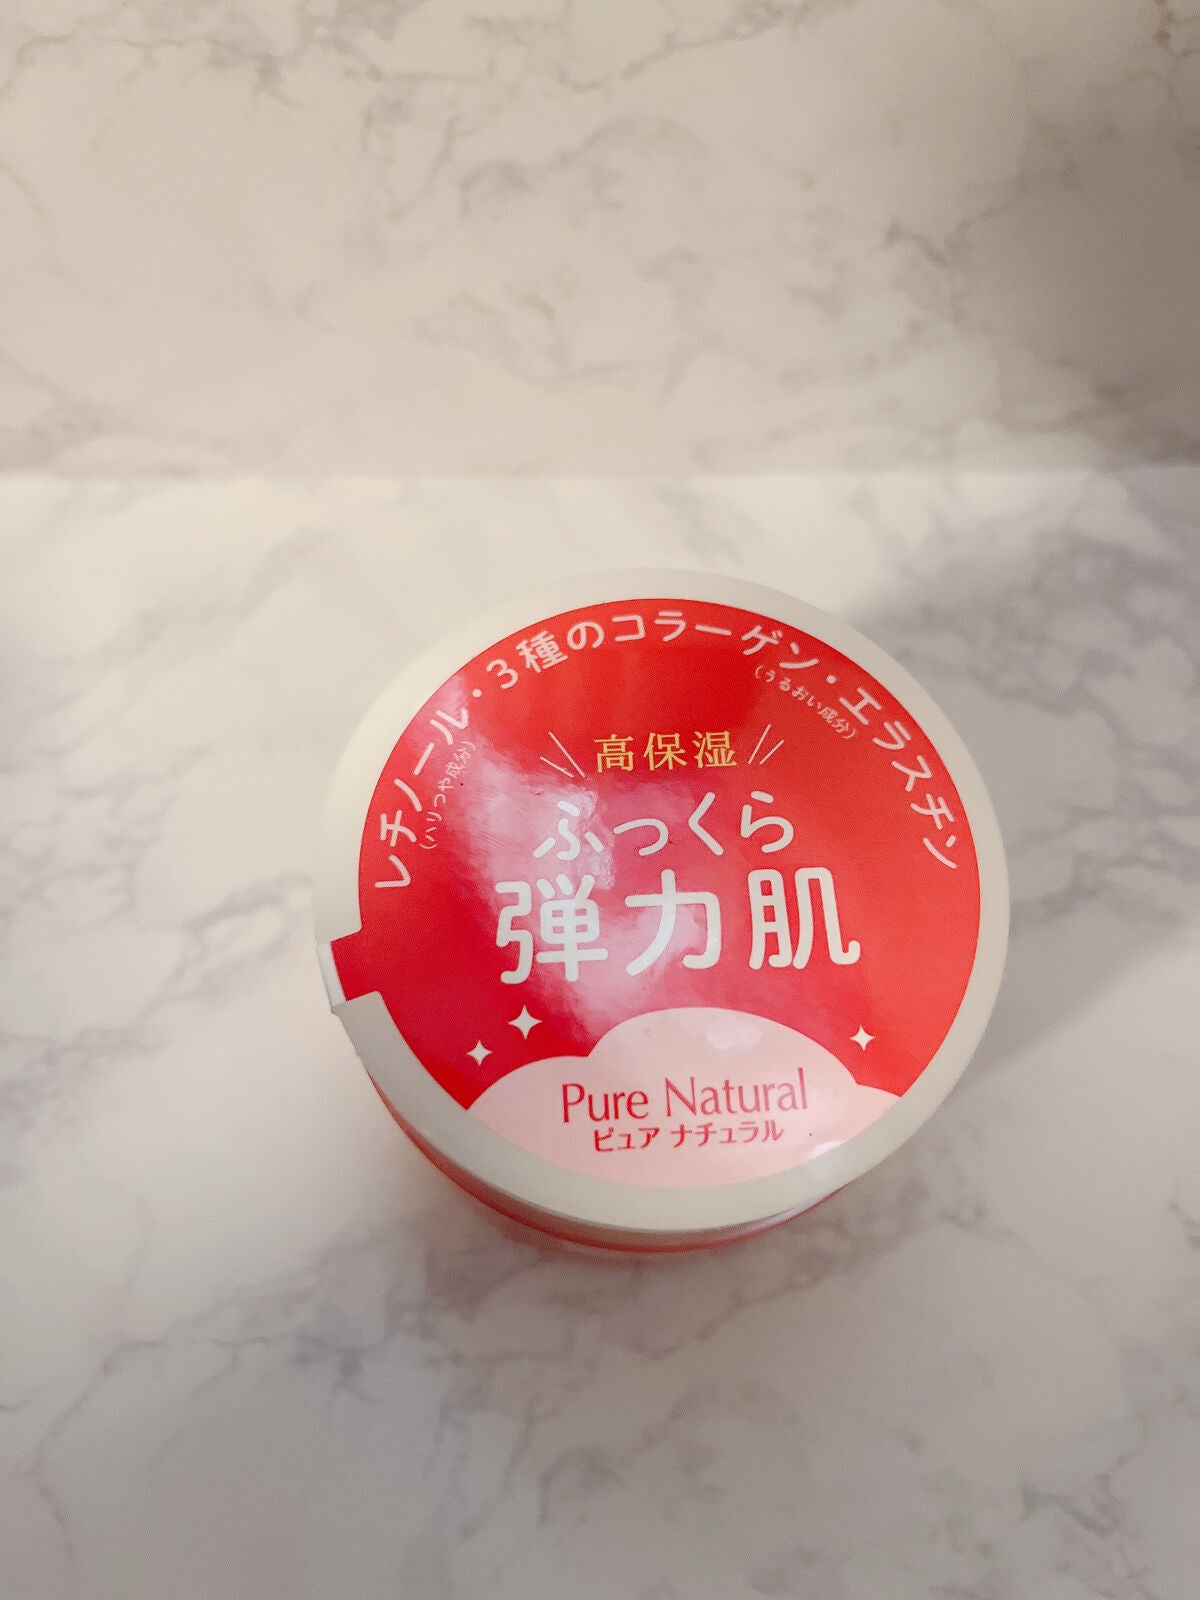 レチノール・3種のコラーゲン・エラスチン
(ハリつや成分)
(うるおい成分)
高保湿
ふっくら
弾力肌
Pure Natural
ピュア ナチュラル